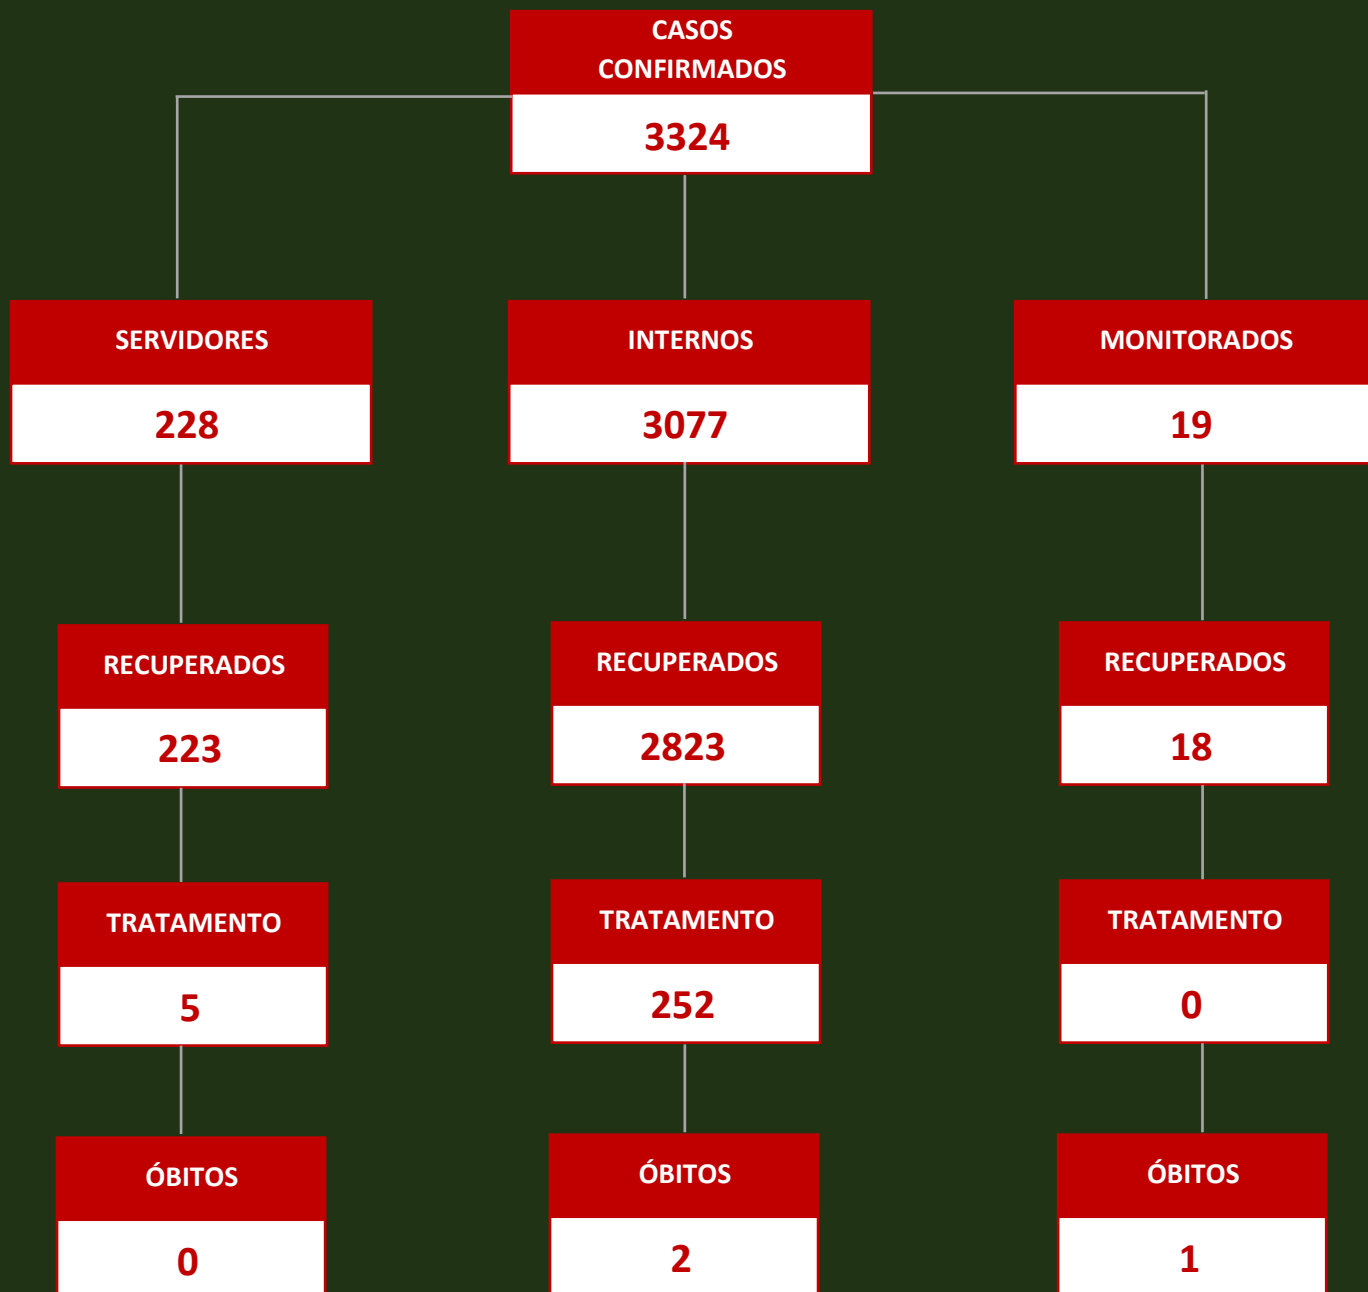 CASOS
CONFIRMADOS
3324
SERVIDORES
228
INTERNOS
3077
MONITORADOS
19
RECUPERADOS
223
RECUPERADOS
2823
RECUPERADOS
18
TRATAMENTO
5
TRATAMENTO
252
TRATAMENTO
0
ÓBITOS
0
ÓBITOS
2
ÓBITOS
1